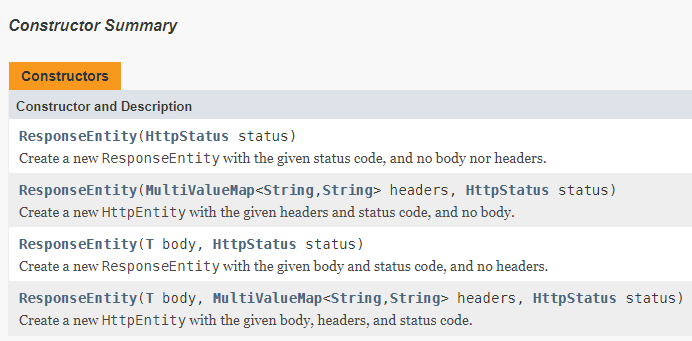 Constructor Summary
Constructors
Constructor and Description
ResponseEntity(HttpStatus status)
Create a new ResponseEntity with the given status code, and no body nor headers.
ResponseEntity(MultiValueMap<String,String> headers, HttpStatus status)
Create a new HttpEntity with the given headers and status code, and no body.
ResponseEntity(T body, HttpStatus status)
Create a new ResponseEntity with the given body and status code, and no headers.
ResponseEntity(T body, MultiValueMap<String,String> headers, HttpStatus status)
Create a new HttpEntity with the given body, headers, and status code.